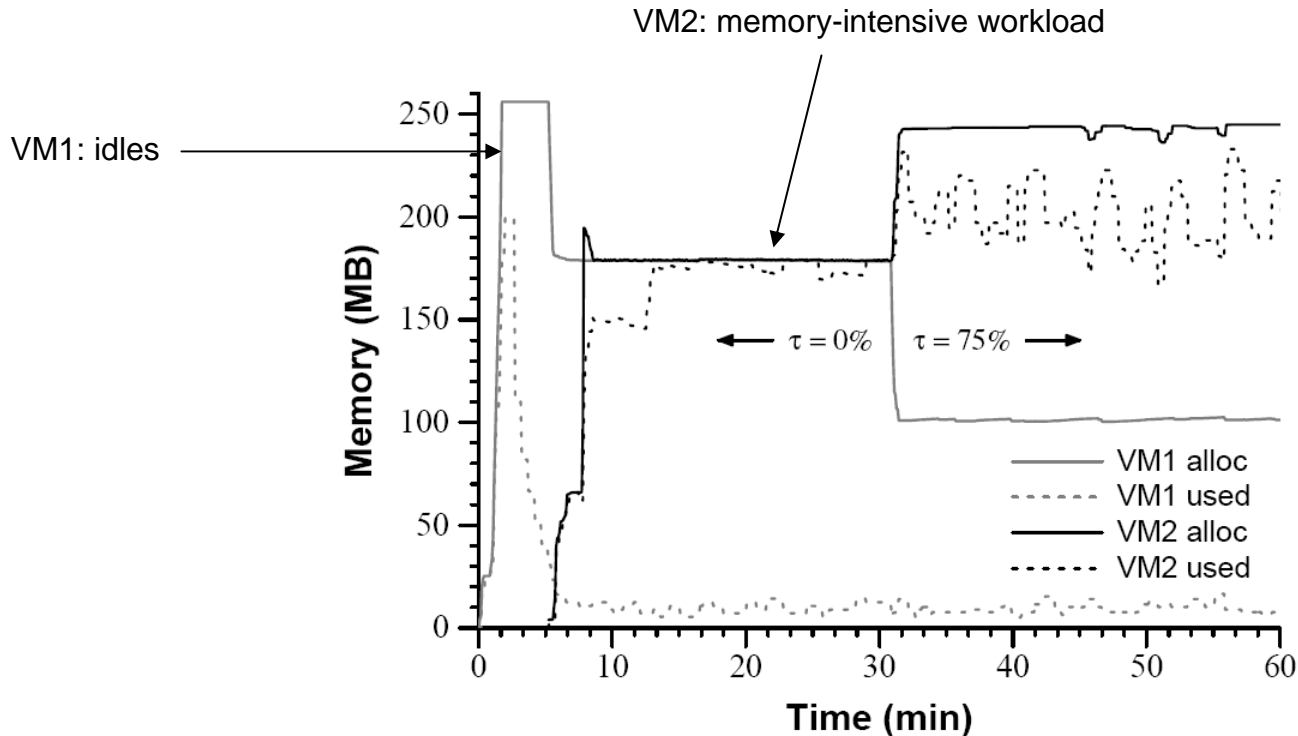 VM2: memory-intensive workload
VM1: idles
Memory (MB)
250
200
150
100
50
0
τ = 0%
τ = 75%
VM1 alloc
VM1 used
VM2 alloc
VM2 used
0 10 20 30 40 50 60
Time (min)